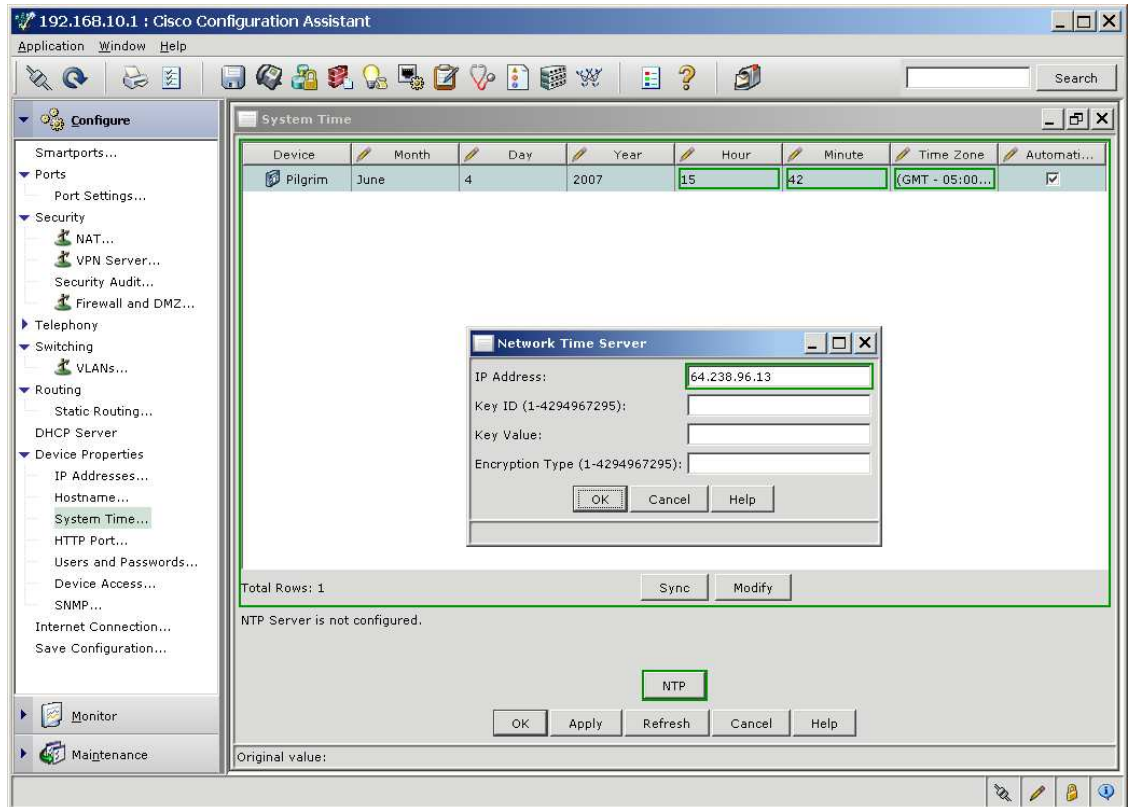 192.168.10.1 : Cisco Configuration Assistant
Application Window Help
Search
Configure
Smartports...
Ports
Port Settings...
Security
NAT...
VPN Server...
Security Audit...
Firewall and DMZ...
Telephony
Switching
VLANs...
Routing
Static Routing...
DHCP Server
Device Properties
IP Addresses...
Hostname...
System Time...
HTTP Port...
Users and Passwords...
Device Access...
SNMP...
Internet Connection...
Save Configuration...
Monitor
Maintenance
System Time
Device Month Day Year Hour Minute Time Zone Automati...
Pilgrim June 4 2007 15 42 (GMT - 05:00...
Network Time Server
IP Address: 64.238.96.13
Key ID (1-4294967295):
Key Value:
Encryption Type (1-4294967295):
OK Cancel Help
Total Rows: 1
Sync Modify
NTP Server is not configured.
NTP
OK Apply Refresh Cancel Help
Original value: